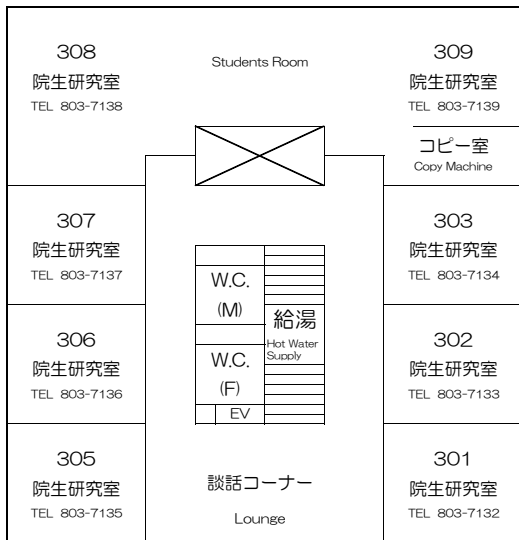 308
院生研究室
TEL 803-7138
Students Room
309
院生研究室
TEL 803-7139
コピー室
Copy Machine
307
院生研究室
TEL 803-7137
303
院生研究室
TEL 803-7134
W.C.
(M)
給湯
Hot Water
Supply
306
院生研究室
TEL 803-7136
W.C.
(F)
EV
302
院生研究室
TEL 803-7133
305
院生研究室
TEL 803-7135
談話コーナー
Lounge
301
院生研究室
TEL 803-7132